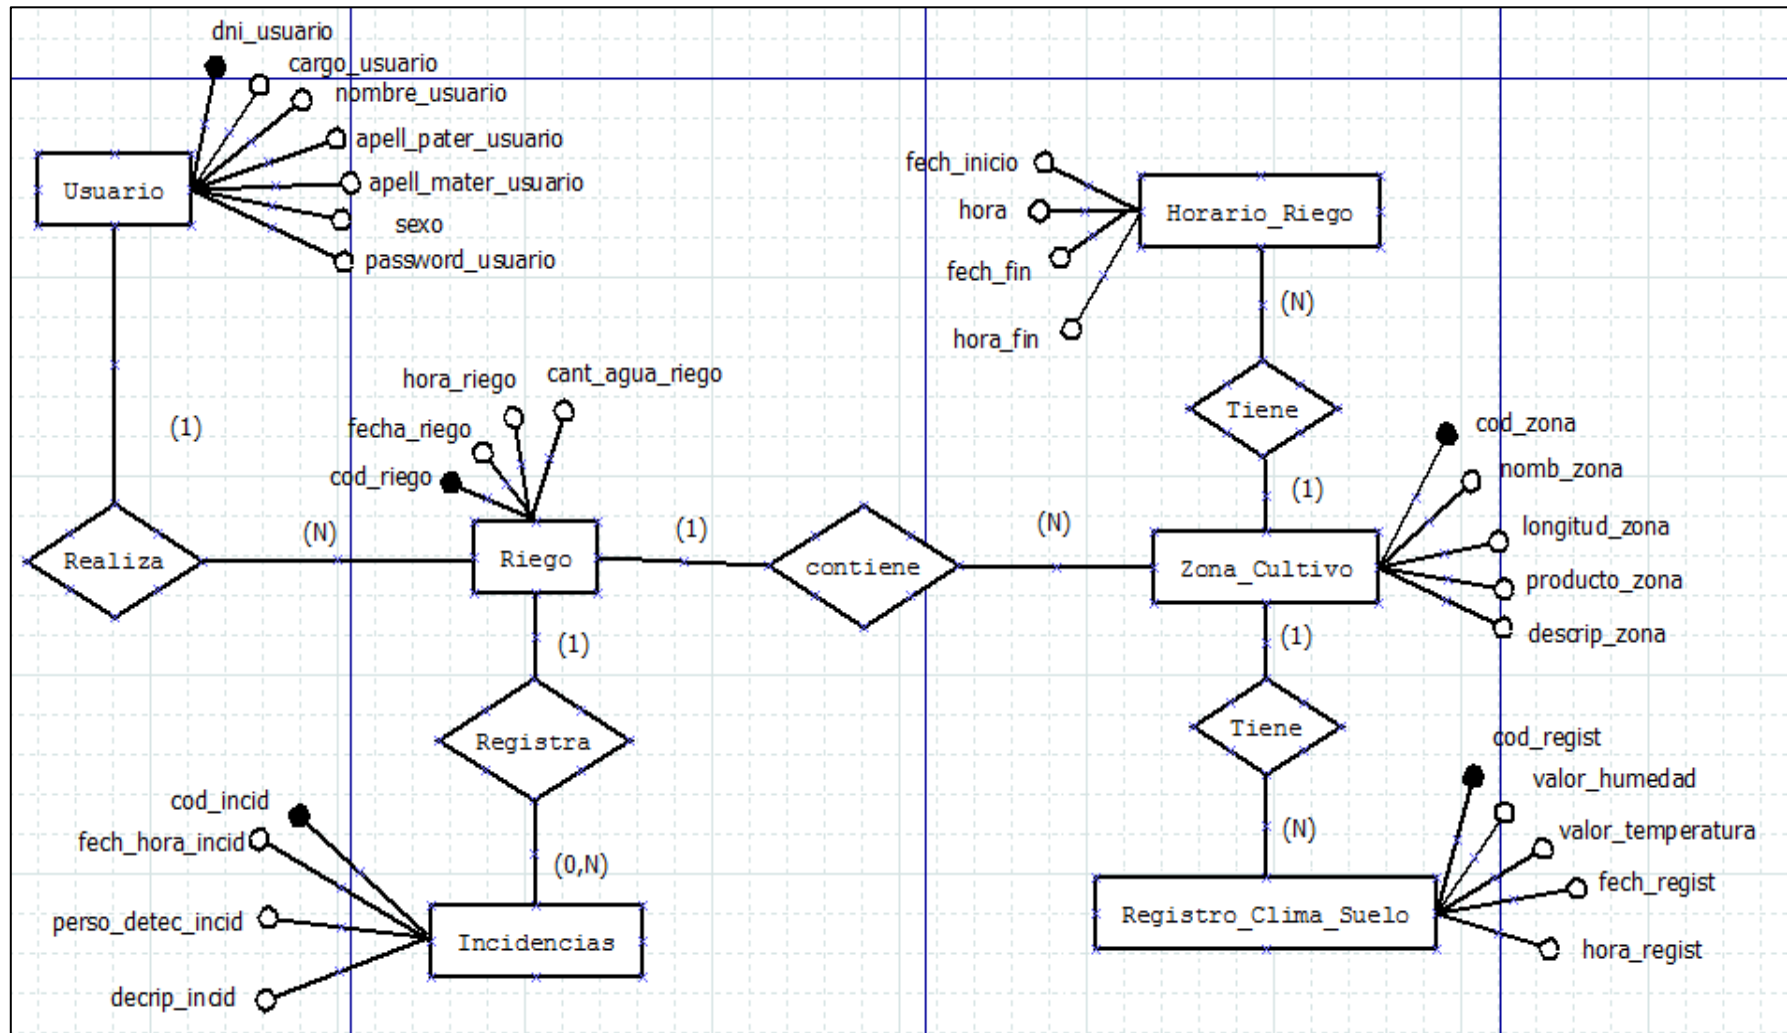 dni_usuario
cargo_usuario
nombre_usuario
apell_pater_usuario
apell_mater_usuario
sexo
password_usuario
Usuario
fech_inicio
hora
fech_fin
hora_fin
Horario_Riego
(N)
Tiene
(1)
(1)
hora_riego
cant_agua_riego
fecha_riego
cod_riego
cod_zona
nomb_zona
longitud_zona
producto_zona
descrip_zona
Realiza
(N)
Riego
(1)
contiene
(N)
Zona_Cultivo
(1)
(1)
Registra
Tiene
(0,N)
(N)
cod_incid
fech_hora_incid
perso_detec_incid
decrip_incid
Incidencias
cod_regist
valor_humedad
valor_temperatura
fech_regist
hora_regist
Registro_Clima_Suelo